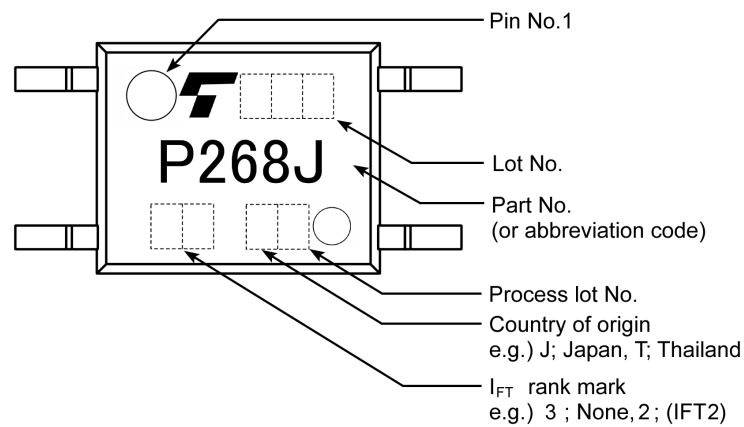 Pin No.1
P268J
Lot No.
Part No.
(or abbreviation code)
Process lot No.
Country of origin
e.g.) J; Japan, T; Thailand
IFT rank mark
e.g.) 3 ; None, 2 ; (IFT2)